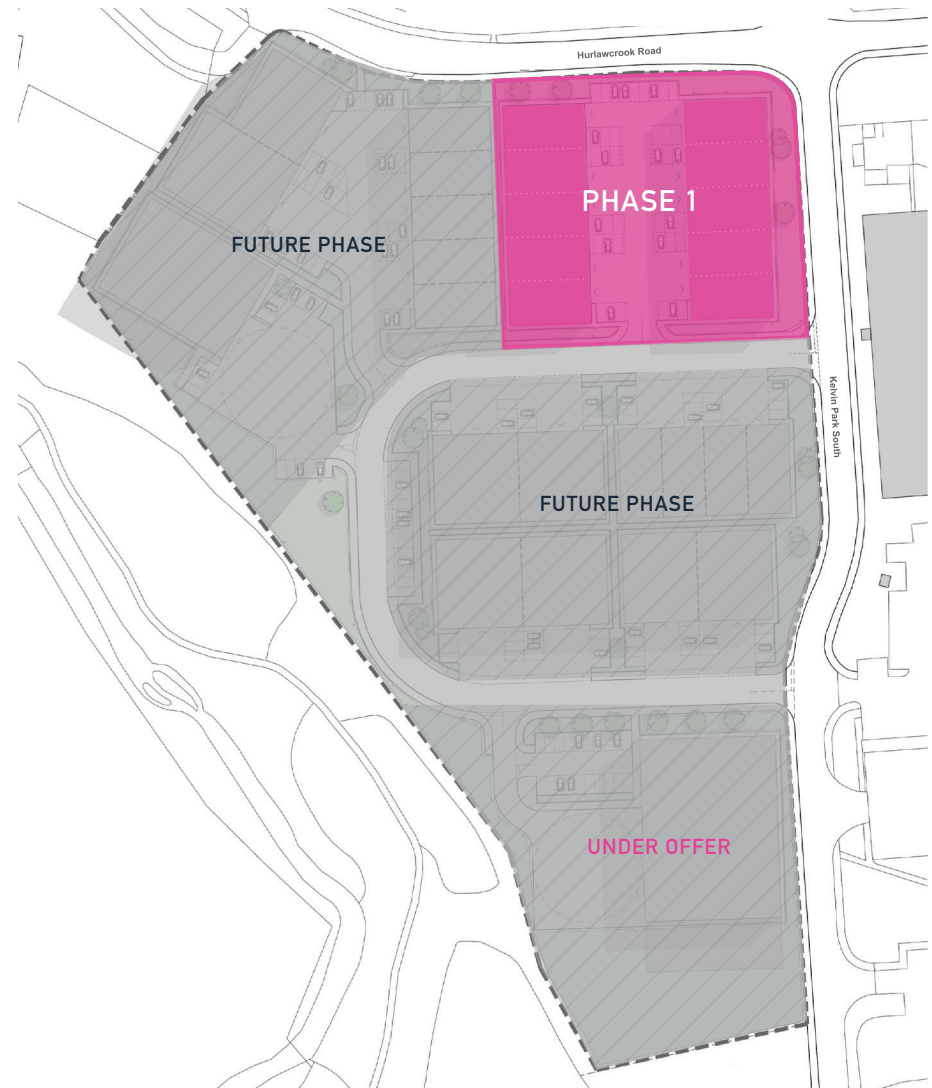 Hurlawcrook Road
PHASE 1
FUTURE PHASE
Kelvin Park South
FUTURE PHASE
UNDER OFFER